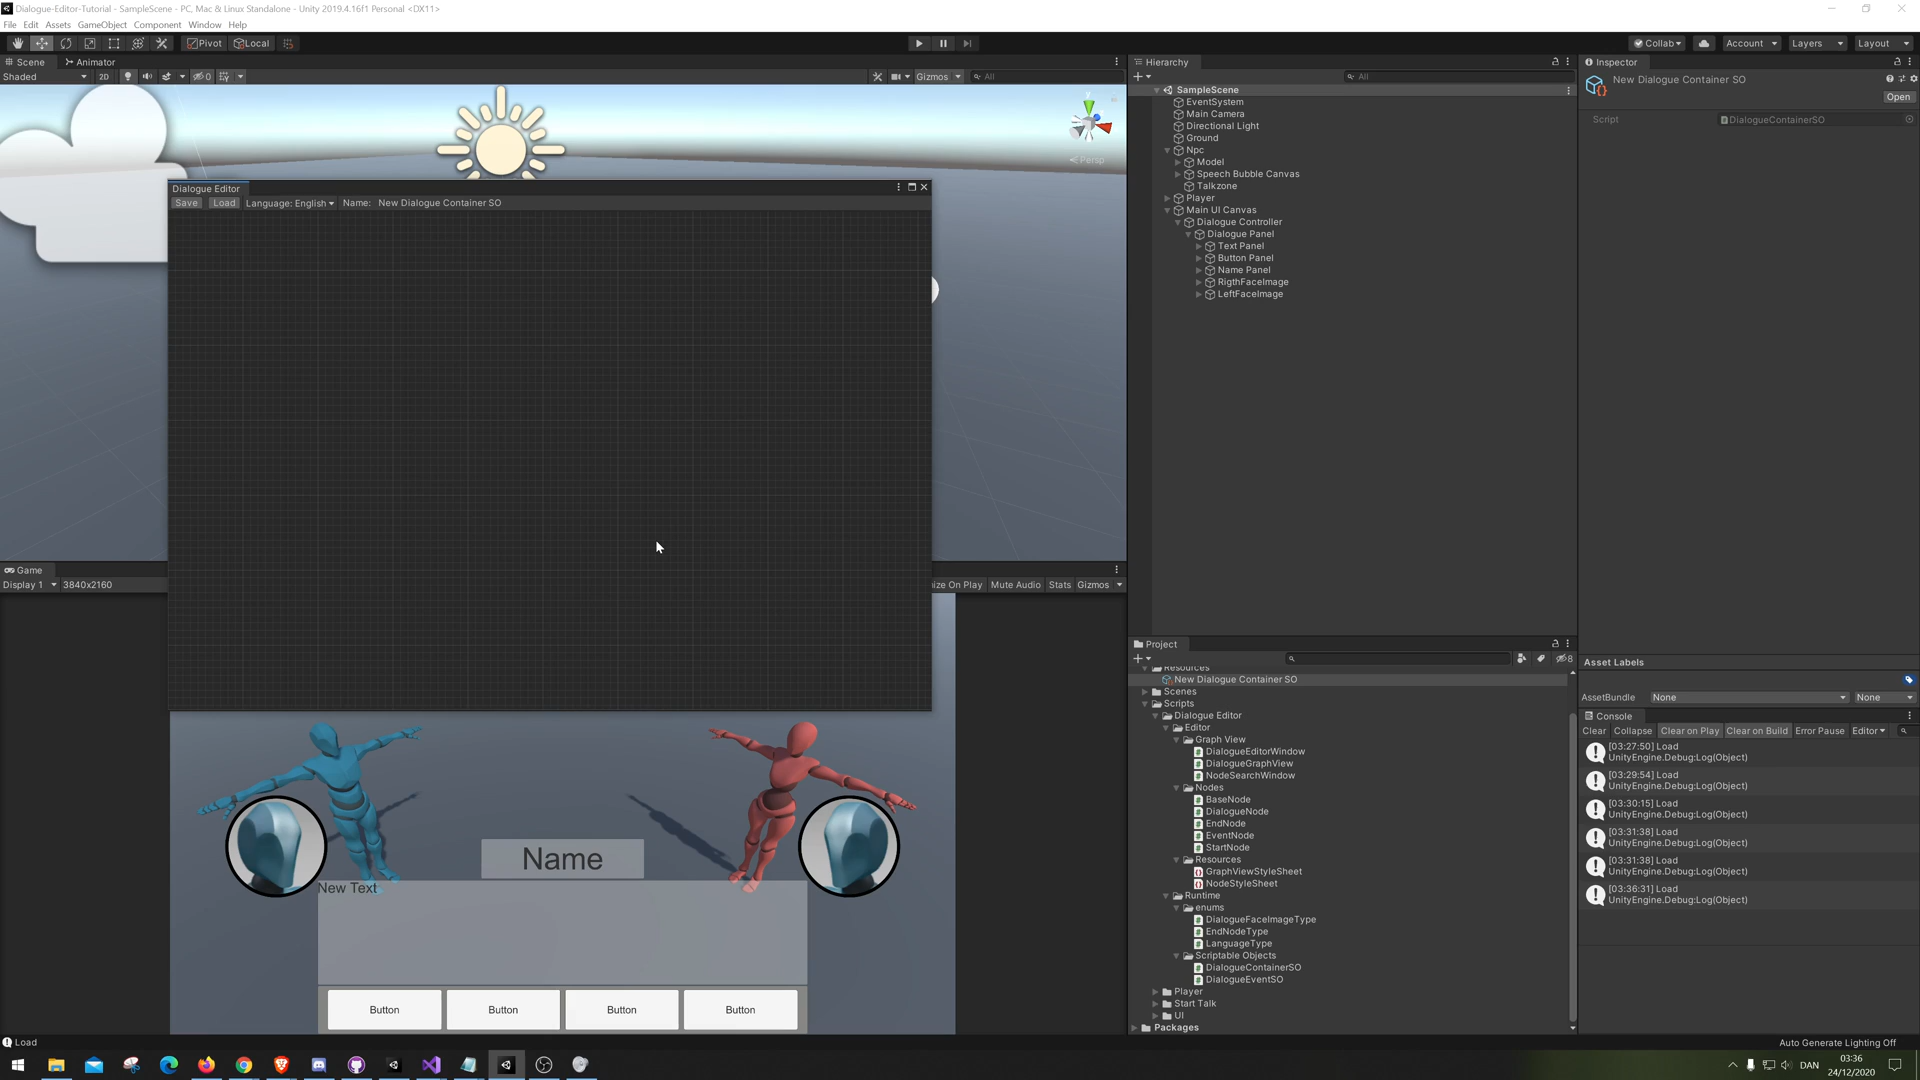 Dialogue-Editor-Tutorial - SampleScene - PC, Mac & Linux Standalone - Unity 2019.4.16f1 Personal <DX11>
File Edit Assets GameObject Component Window Help
Pivot Local
Collab Account Layers Layout
Scene Animator
Shaded 2D 0 Gizmos All
Persp
Dialogue Editor
Save Load Language: English Name: New Dialogue Container SO
Game
Display 1 3840x2160
ize On Play Mute Audio Stats Gizmos
Name
New Text
Button Button Button Button
Hierarchy
All
SampleScene
EventSystem
Main Camera
Directional Light
Ground
Npc
Model
Speech Bubble Canvas
Talkzone
Player
Main UI Canvas
Dialogue Controller
Dialogue Panel
Text Panel
Button Panel
Name Panel
RigthFaceImage
LeftFaceImage
Project
8
Resources
New Dialogue Container SO
Scenes
Scripts
Dialogue Editor
Editor
Graph View
DialogueEditorWindow
DialogueGraphView
NodeSearchWindow
Nodes
BaseNode
DialogueNode
EndNode
EventNode
StartNode
Resources
GraphViewStyleSheet
NodeStyleSheet
Runtime
enums
DialogueFaceImageType
EndNodeType
LanguageType
Scriptable Objects
DialogueContainerSO
DialogueEventSO
Player
Start Talk
UI
Packages
Inspector
New Dialogue Container SO
Open
Script DialogueContainerSO
Asset Labels
AssetBundle None None
Console
Clear Collapse Clear on Play Clear on Build Error Pause Editor
[03:27:50] Load
UnityEngine.Debug:Log(Object)
[03:29:54] Load
UnityEngine.Debug:Log(Object)
[03:30:15] Load
UnityEngine.Debug:Log(Object)
[03:31:38] Load
UnityEngine.Debug:Log(Object)
[03:31:38] Load
UnityEngine.Debug:Log(Object)
[03:36:31] Load
UnityEngine.Debug:Log(Object)
Load
Auto Generate Lighting Off
DAN
03:36
24/12/2020